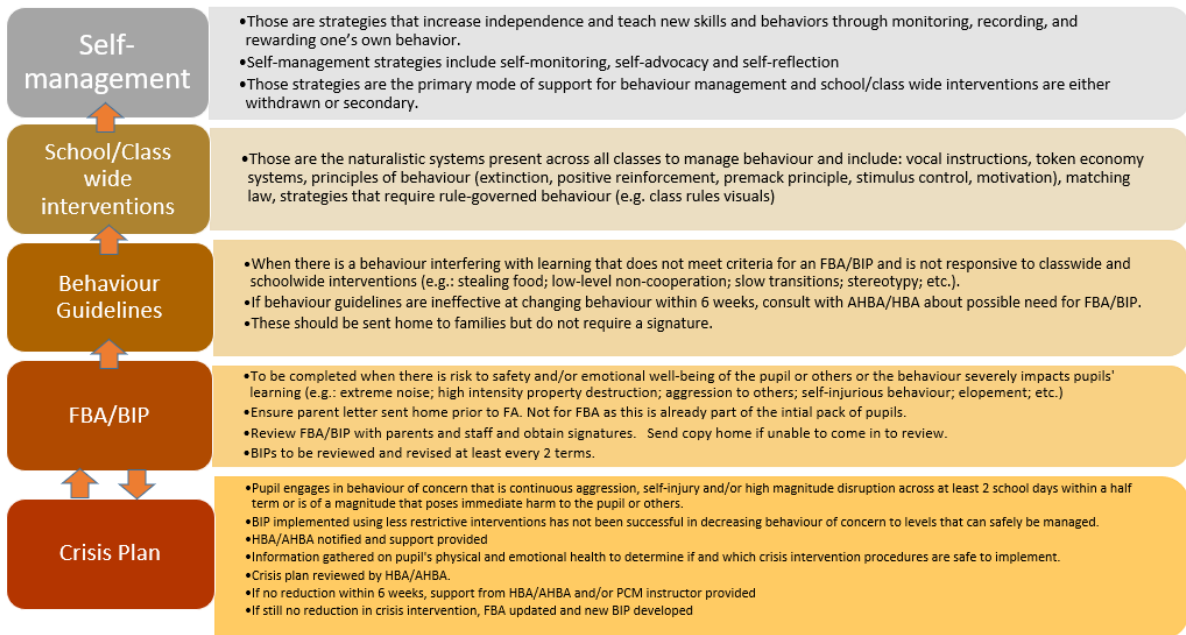 Self-
management
•Those are strategies that increase independence and teach new skills and behaviors through monitoring, recording, and
rewarding one's own behavior.
•Self-management strategies include self-monitoring, self-advocacy and self-reflection
•Those strategies are the primary mode of support for behaviour management and school/class wide interventions are either
withdrawn or secondary.
School/Class
wide
interventions
•Those are the naturalistic systems present across all classes to manage behaviour and include: vocal instructions, token economy
systems, principles of behaviour (extinction, positive reinforcement, premack principle, stimulus control, motivation), matching
law, strategies that require rule-governed behaviour (e.g. class rules visuals)
Behaviour
Guidelines
•When there is a behaviour interfering with learning that does not meet criteria for an FBA/BIP and is not responsive to classwide and
schoolwide interventions (e.g.: stealing food; low-level non-cooperation; slow transitions; stereotypy; etc.).
•If behaviour guidelines are ineffective at changing behaviour within 6 weeks, consult with AHBA/HBA about possible need for FBA/BIP.
•These should be sent home to families but do not require a signature.
FBA/BIP
•To be completed when there is risk to safety and/or emotional well-being of the pupil or others or the behaviour severely impacts pupils'
learning (e.g.: extreme noise; high intensity property destruction; aggression to others; self-injurious behaviour; elopement; etc.)
•Ensure parent letter sent home prior to FA. Not for FBA as this is already part of the intial pack of pupils.
•Review FBA/BIP with parents and staff and obtain signatures. Send copy home if unable to come in to review.
•BIPs to be reviewed and revised at least every 2 terms.
Crisis Plan
•Pupil engages in behaviour of concern that is continuous aggression, self-injury and/or high magnitude disruption across at least 2 school days within a half
term or is of a magnitude that poses immediate harm to the pupil or others.
•BIP implemented using less restrictive interventions has not been successful in decreasing behaviour of concern to levels that can safely be managed.
•HBA/AHBA notified and support provided
•Information gathered on pupil's physical and emotional health to determine if and which crisis intervention procedures are safe to implement.
•Crisis plan reviewed by HBA/AHBA.
•If no reduction within 6 weeks, support from HBA/AHBA and/or PCM instructor provided
•If still no reduction in crisis intervention, FBA updated and new BIP developed